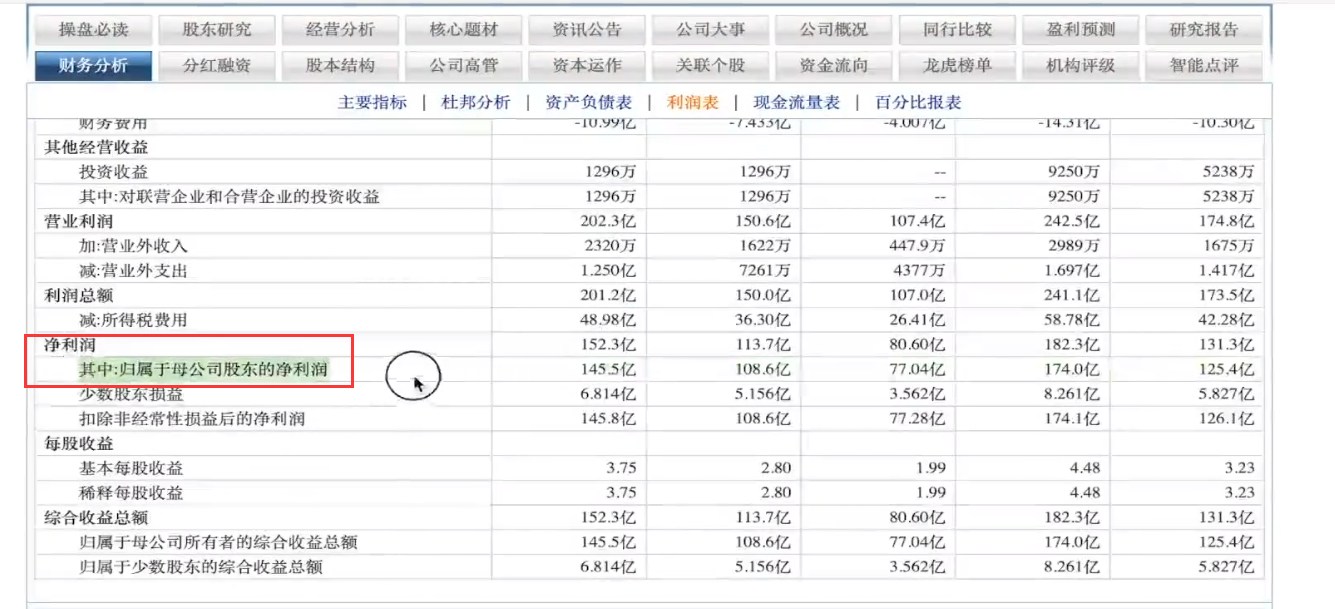 操盘必读 股东研究 经营分析 核心题材 资讯公告 公司大事 公司概况 同行比较 盈利预测 研究报告
财务分析 分红融资 股本结构 公司高管 资本运作 关联个股 资金流向 龙虎榜单 机构评级 智能点评
主要指标 | 杜邦分析 | 资产负债表 | 利润表 | 现金流量表 | 百分比报表
财务费用 -10.99亿 -7.433亿 -4.007亿 -14.31亿 -10.30亿
其他经营收益
投资收益 1296万 1296万 -- 9250万 5238万
其中:对联营企业和合营企业的投资收益 1296万 1296万 -- 9250万 5238万
营业利润 202.3亿 150.6亿 107.4亿 242.5亿 174.8亿
加:营业外收入 2320万 1622万 447.9万 2989万 1675万
减:营业外支出 1.250亿 7261万 4377万 1.697亿 1.417亿
利润总额 201.2亿 150.0亿 107.0亿 241.1亿 173.5亿
减:所得税费用 48.98亿 36.30亿 26.41亿 58.78亿 42.28亿
净利润 152.3亿 113.7亿 80.60亿 182.3亿 131.3亿
其中:归属于母公司股东的净利润 145.5亿 108.6亿 77.04亿 174.0亿 125.4亿
少数股东损益 6.814亿 5.156亿 3.562亿 8.261亿 5.827亿
扣除非经常性损益后的净利润 145.8亿 108.6亿 77.28亿 174.1亿 126.1亿
每股收益
基本每股收益 3.75 2.80 1.99 4.48 3.23
稀释每股收益 3.75 2.80 1.99 4.48 3.23
综合收益总额 152.3亿 113.7亿 80.60亿 182.3亿 131.3亿
归属于母公司所有者的综合收益总额 145.5亿 108.6亿 77.04亿 174.0亿 125.4亿
归属于少数股东的综合收益总额 6.814亿 5.156亿 3.562亿 8.261亿 5.827亿